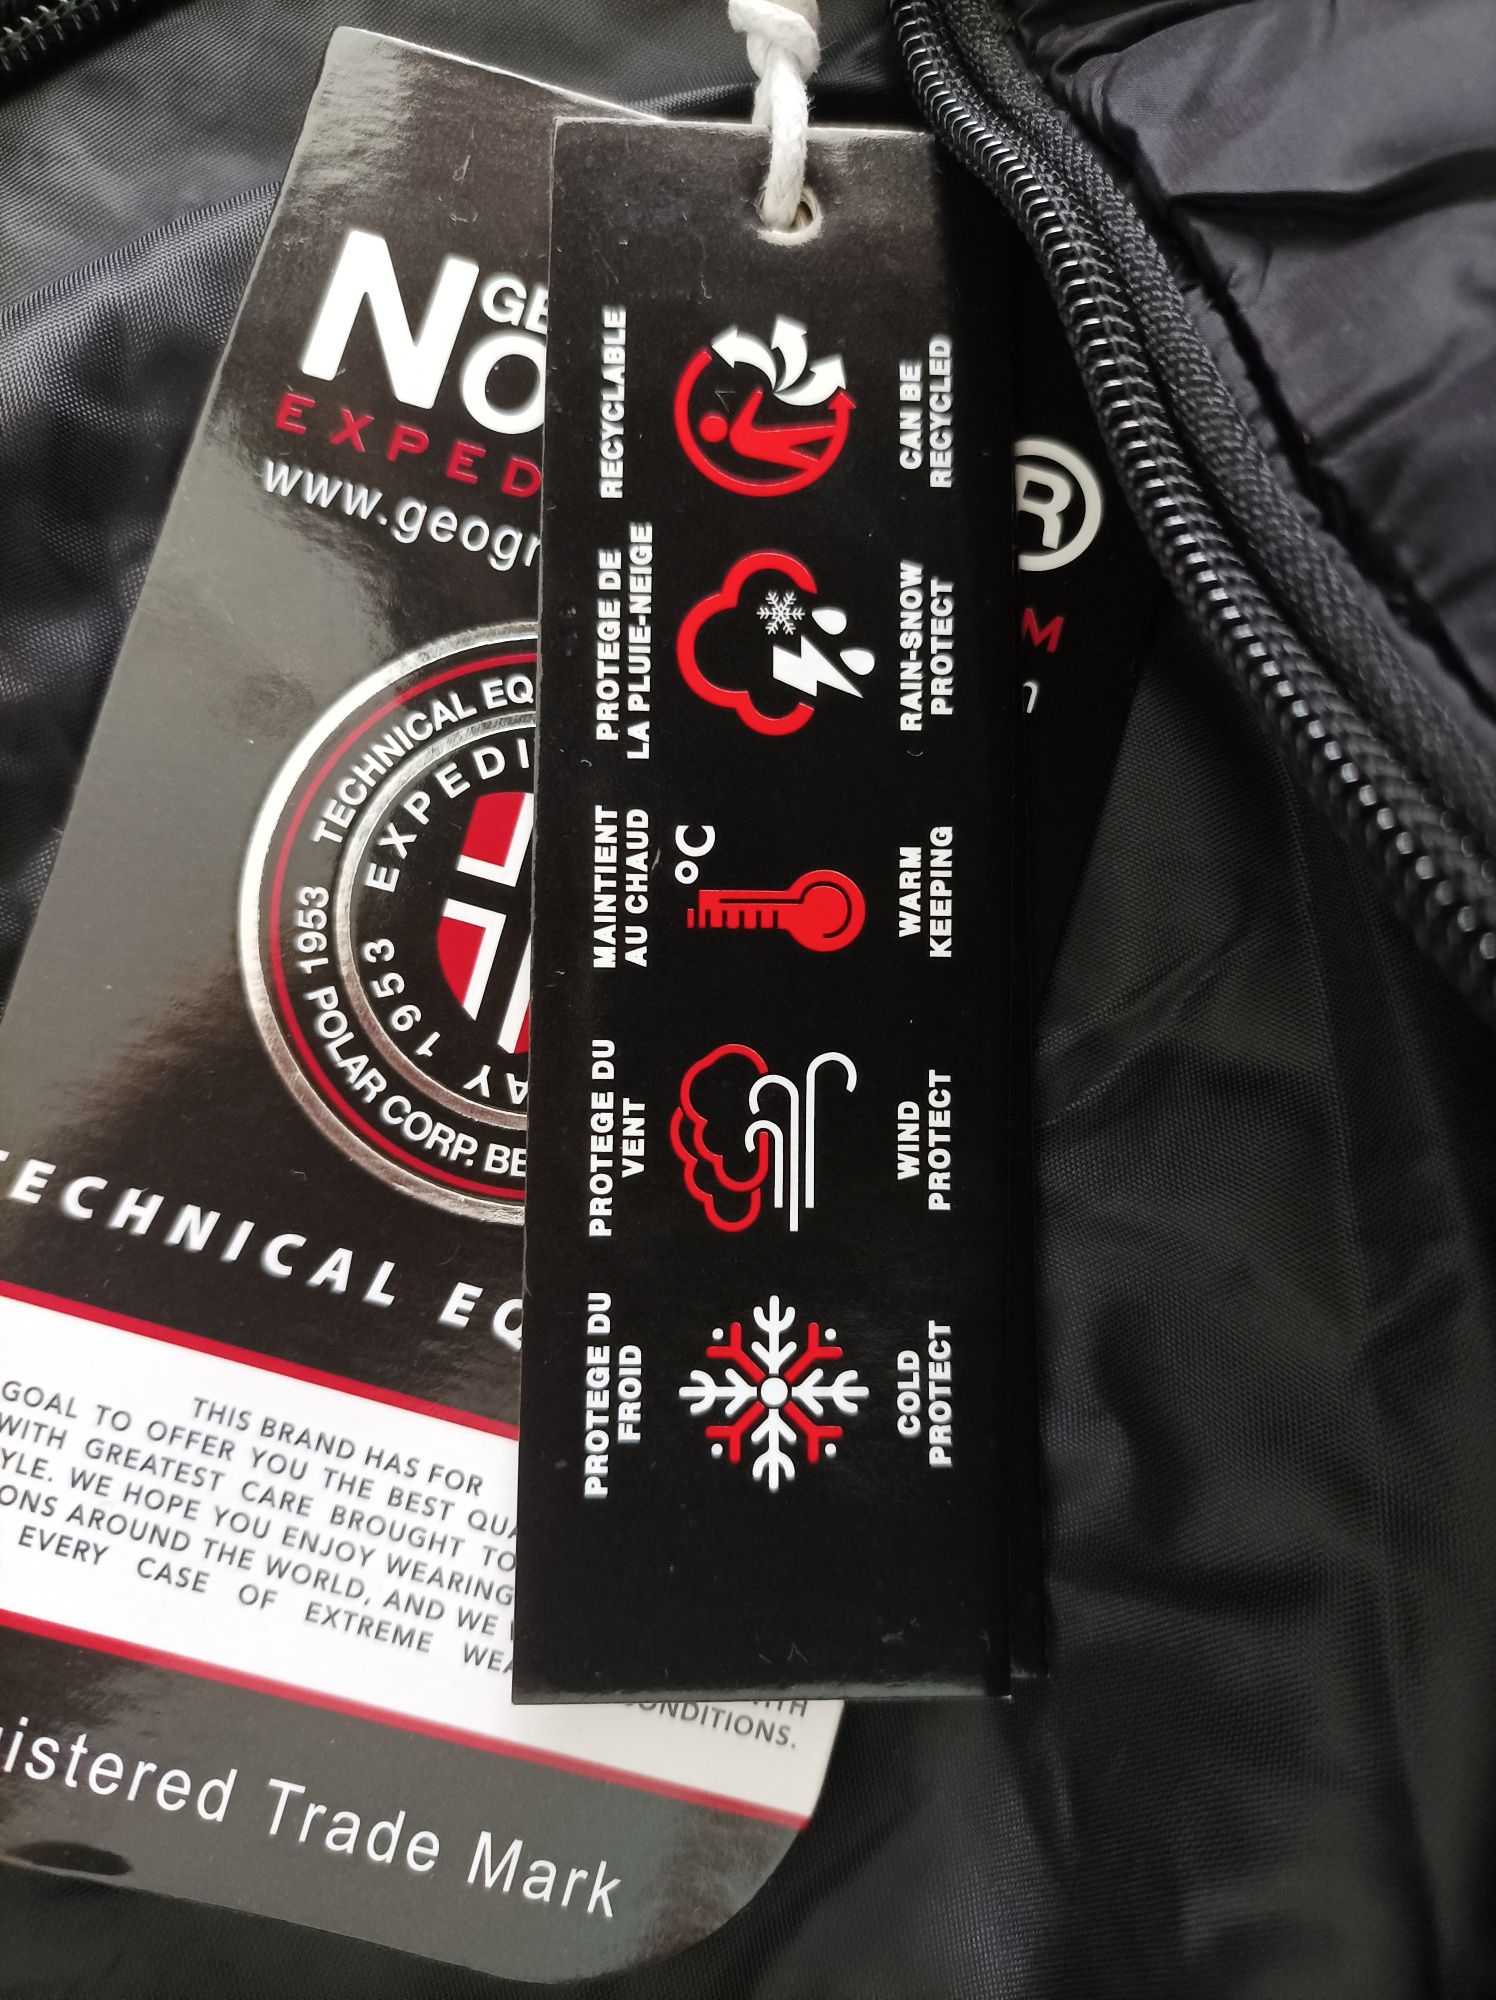 GE
NO
EXPED
www.geogr
®
M
n
TECHNICAL EQ
POLAR CORP. BE
1953
EXPEDI
1953
AY
TECHNICAL EQ
THIS BRAND HAS FOR
GOAL TO OFFER YOU THE BEST QUA
WITH GREATEST CARE BROUGHT TO
YLE. WE HOPE YOU ENJOY WEARING
ONS AROUND THE WORLD, AND WE W
EVERY CASE OF EXTREME WEA
ITH
CONDITIONS.
istered Trade Mark
RECYCLABLE
CAN BE
RECYCLED
PROTEGE DE
LA PLUIE-NEIGE
RAIN-SNOW
PROTECT
MAINTIENT
AU CHAUD
°C
WARM
KEEPING
PROTEGE DU
VENT
WIND
PROTECT
PROTEGE DU
FROID
COLD
PROTECT